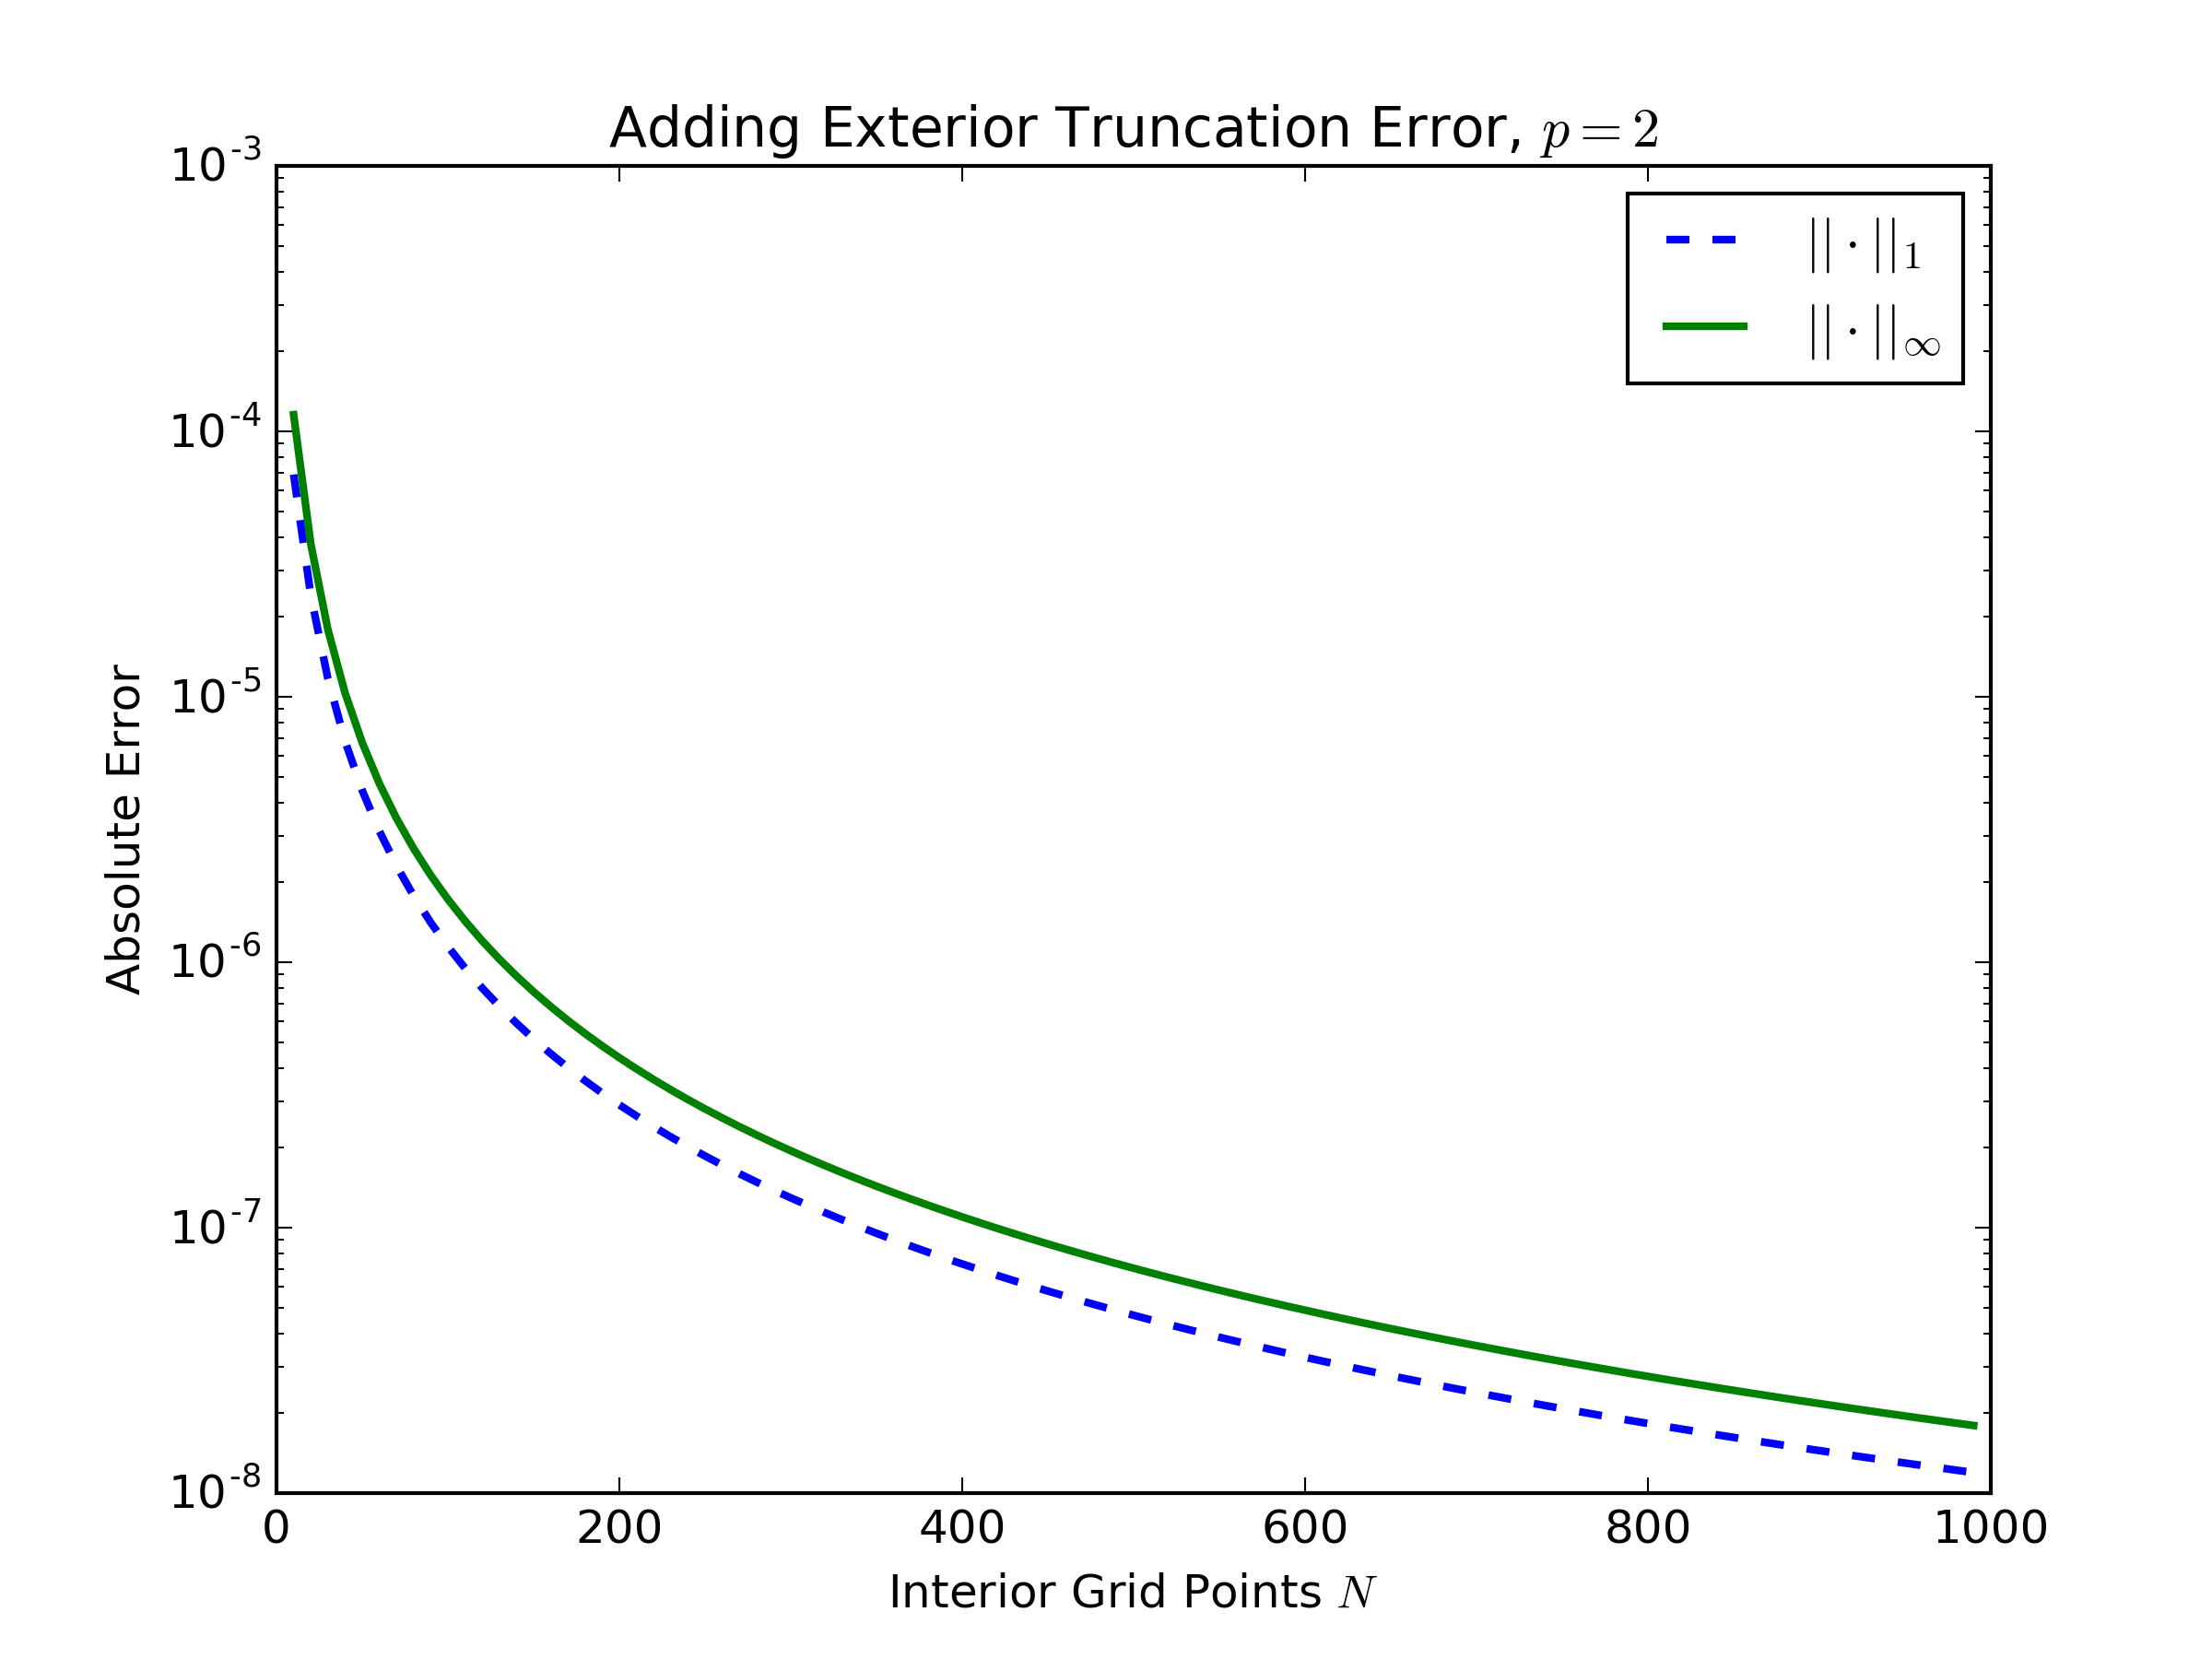 Adding Exterior Truncation Error, p = 2
10^-3
10^-4
10^-5
10^-6
10^-7
10^-8
Absolute Error
||·||_1
||·||_∞
0 200 400 600 800 1000
Interior Grid Points N